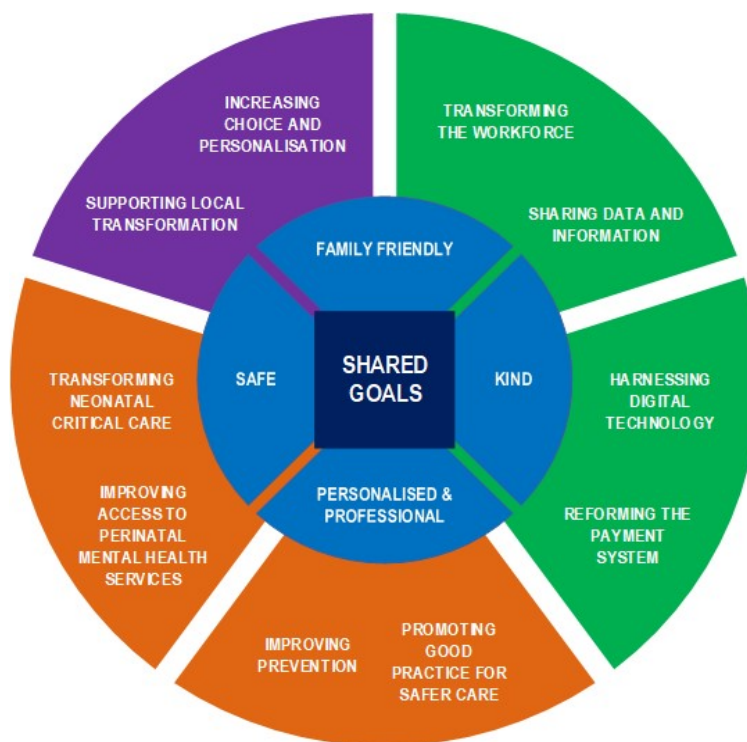 INCREASING
CHOICE AND
PERSONALISATION
SUPPORTING LOCAL
TRANSFORMATION
TRANSFORMING
THE WORKFORCE
SHARING DATA AND
INFORMATION
FAMILY FRIENDLY
SAFE
SHARED
GOALS
KIND
PERSONALISED &
PROFESSIONAL
TRANSFORMING
NEONATAL
CRITICAL CARE
IMPROVING
ACCESS TO
PERINATAL
MENTAL HEALTH
SERVICES
HARNESSING
DIGITAL
TECHNOLOGY
REFORMING THE
PAYMENT
SYSTEM
IMPROVING
PREVENTION
PROMOTING
GOOD
PRACTICE FOR
SAFER CARE